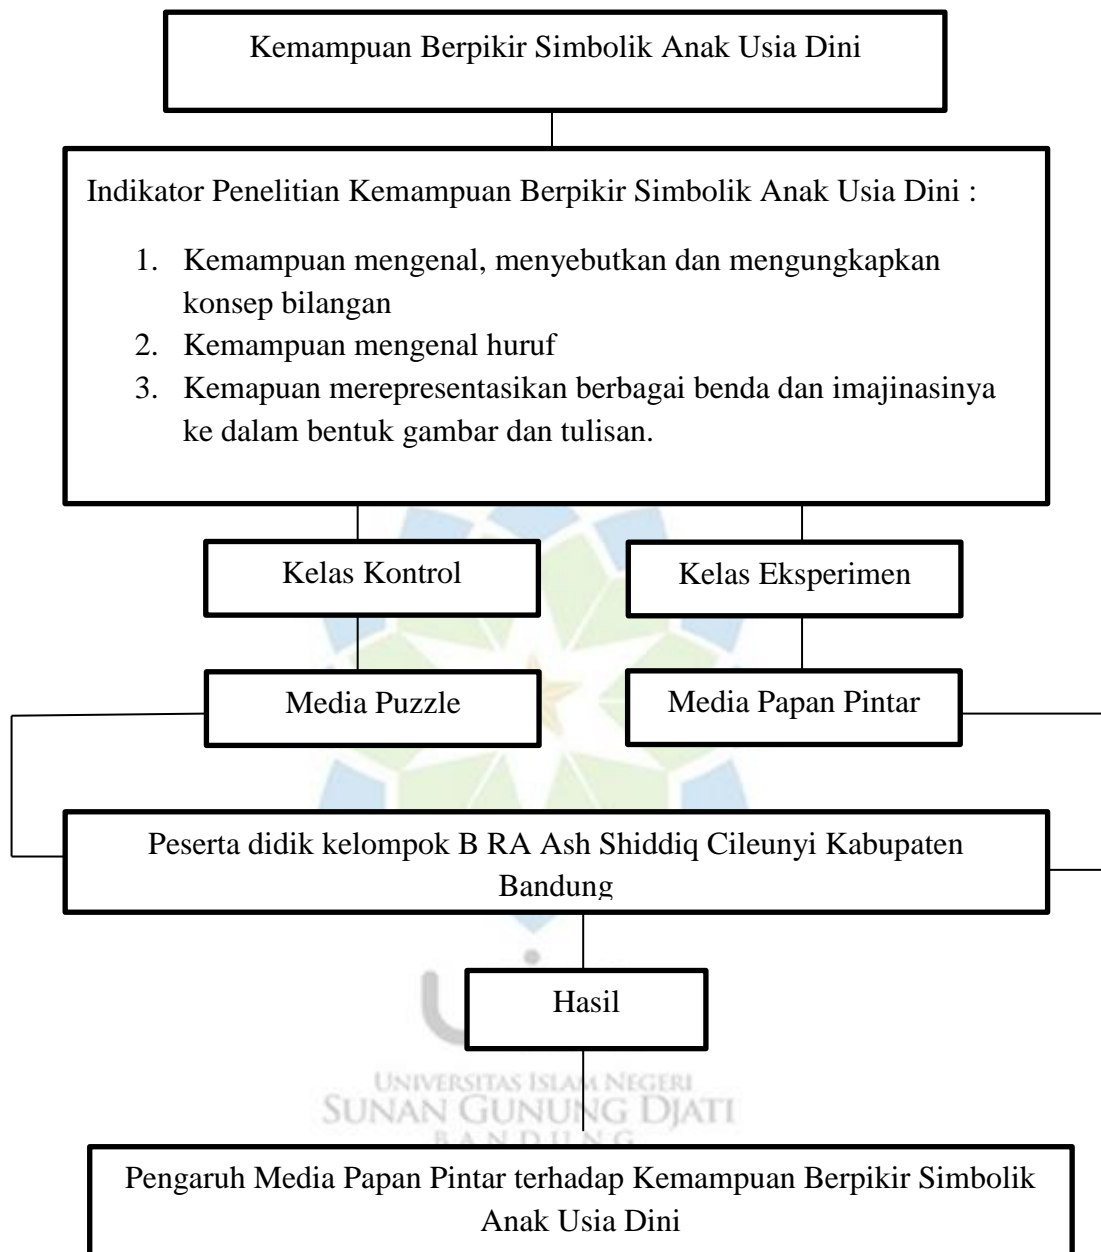 Kemampuan Berpikir Simbolik Anak Usia Dini
Indikator Penelitian Kemampuan Berpikir Simbolik Anak Usia Dini :
1. Kemampuan mengenal, menyebutkan dan mengungkapkan
konsep bilangan
2. Kemampuan mengenal huruf
3. Kemapuan merepresentasikan berbagai benda dan imajinasinya
ke dalam bentuk gambar dan tulisan.
Kelas Kontrol
Kelas Eksperimen
Media Puzzle
Media Papan Pintar
Peserta didik kelompok B RA Ash Shiddiq Cileunyi Kabupaten
Bandung
Hasil
UNIVERSITAS ISLAM NEGERI
SUNAN GUNUNG DJATI
BANDUNG
Pengaruh Media Papan Pintar terhadap Kemampuan Berpikir Simbolik
Anak Usia Dini